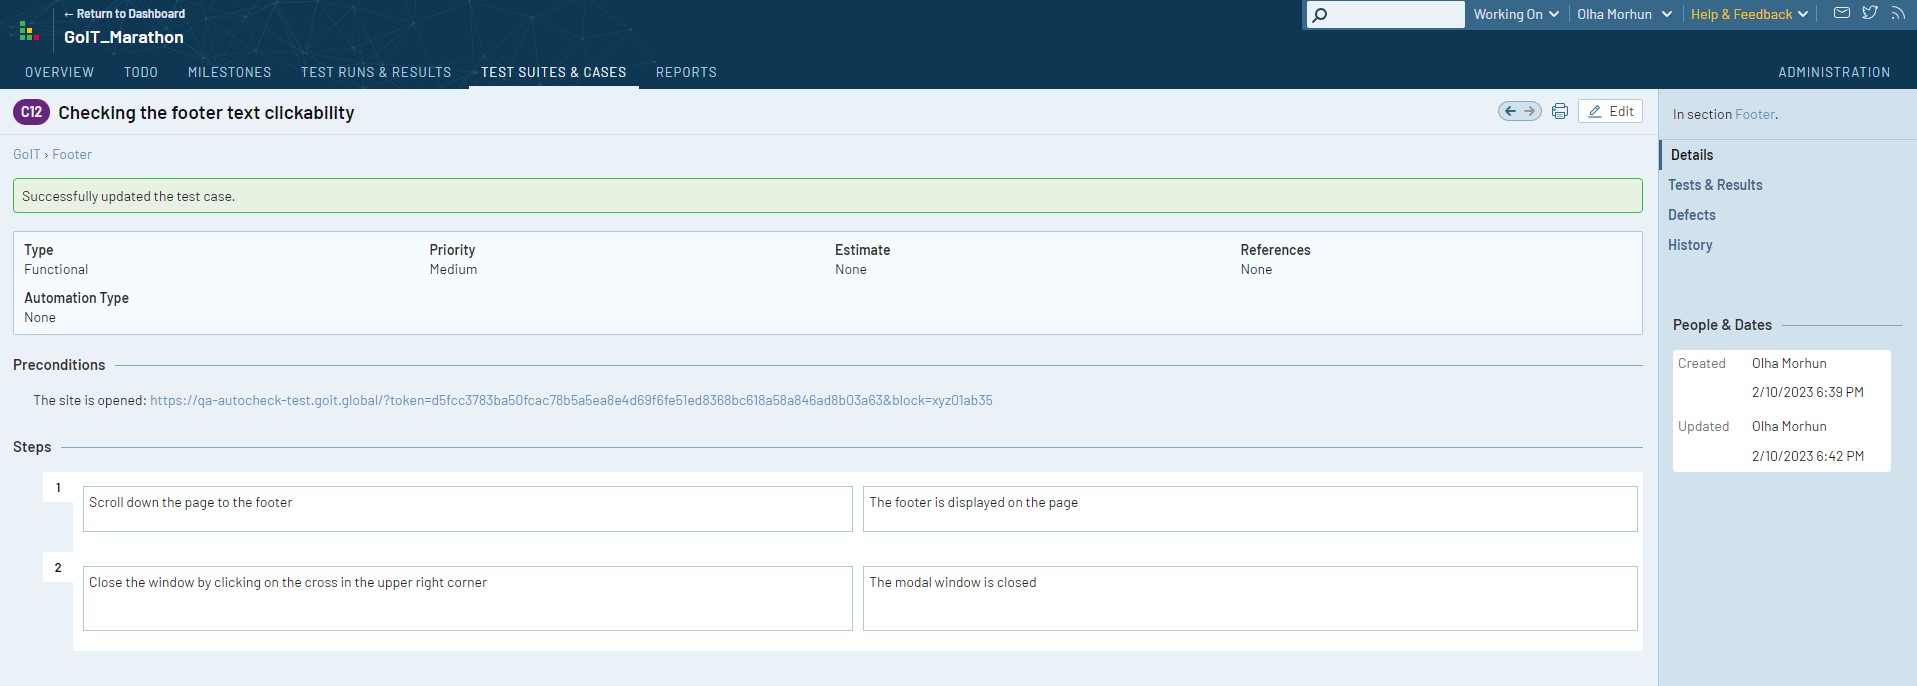 ← Return to Dashboard
GoIT_Marathon
Working On
Olha Morhun
Help & Feedback
OVERVIEW
TODO
MILESTONES
TEST RUNS & RESULTS
TEST SUITES & CASES
REPORTS
ADMINISTRATION
C12 Checking the footer text clickability
Edit
GoIT › Footer
Successfully updated the test case.
Type
Functional
Priority
Medium
Estimate
None
References
None
Automation Type
None
Preconditions
The site is opened: https://qa-autocheck-test.goit.global/?token=d5fcc3783ba50fcac78b5a5ea8e4d69f6fe51ed8368bc618a58a846ad8b03a63&block=xyz01ab35
Steps
1
Scroll down the page to the footer
The footer is displayed on the page
2
Close the window by clicking on the cross in the upper right corner
The modal window is closed
In section Footer.
Details
Tests & Results
Defects
History
People & Dates
Created Olha Morhun
2/10/2023 6:39 PM
Updated Olha Morhun
2/10/2023 6:42 PM